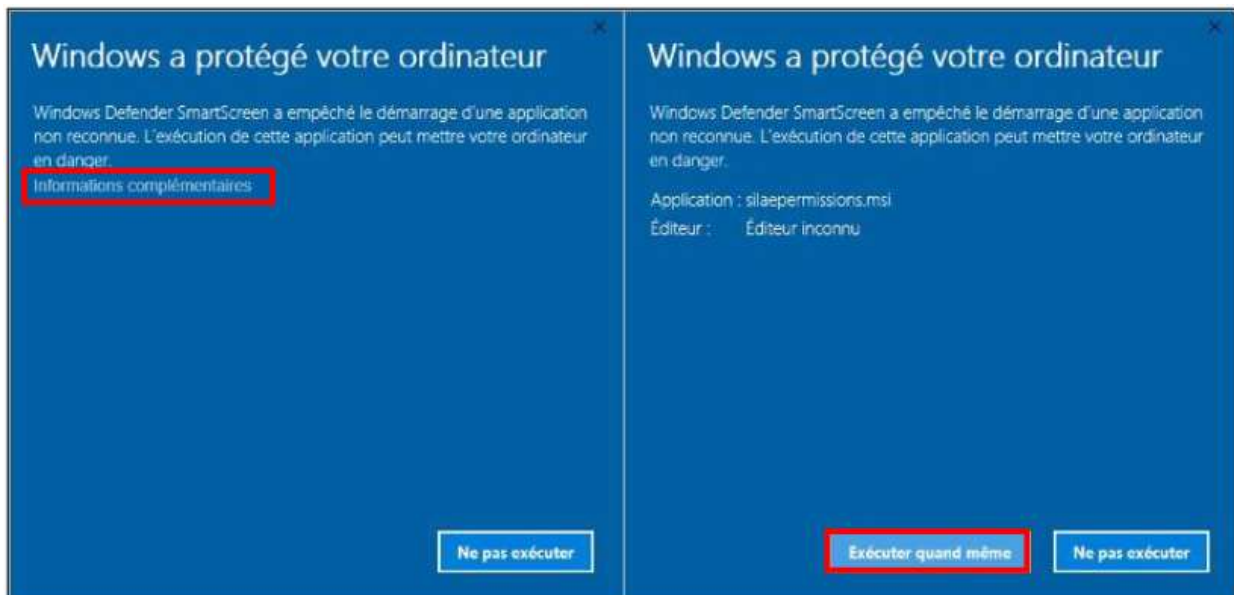 Windows a protégé votre ordinateur
Windows Defender SmartScreen a empêché le démarrage d'une application
non reconnue. L'exécution de cette application peut mettre votre ordinateur
en danger.
Informations complémentaires
Ne pas exécuter
Windows a protégé votre ordinateur
Windows Defender SmartScreen a empêché le démarrage d'une application
non reconnue. L'exécution de cette application peut mettre votre ordinateur
en danger.
Application : silaepermissions.msi
Éditeur : Éditeur inconnu
Exécuter quand même
Ne pas exécuter